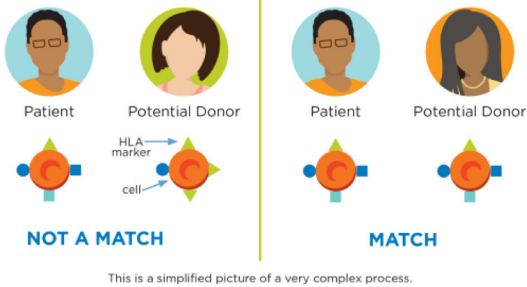 Patient
Potential Donor
HLA
marker
cell
NOT A MATCH
Patient
Potential Donor
MATCH
This is a simplified picture of a very complex process.